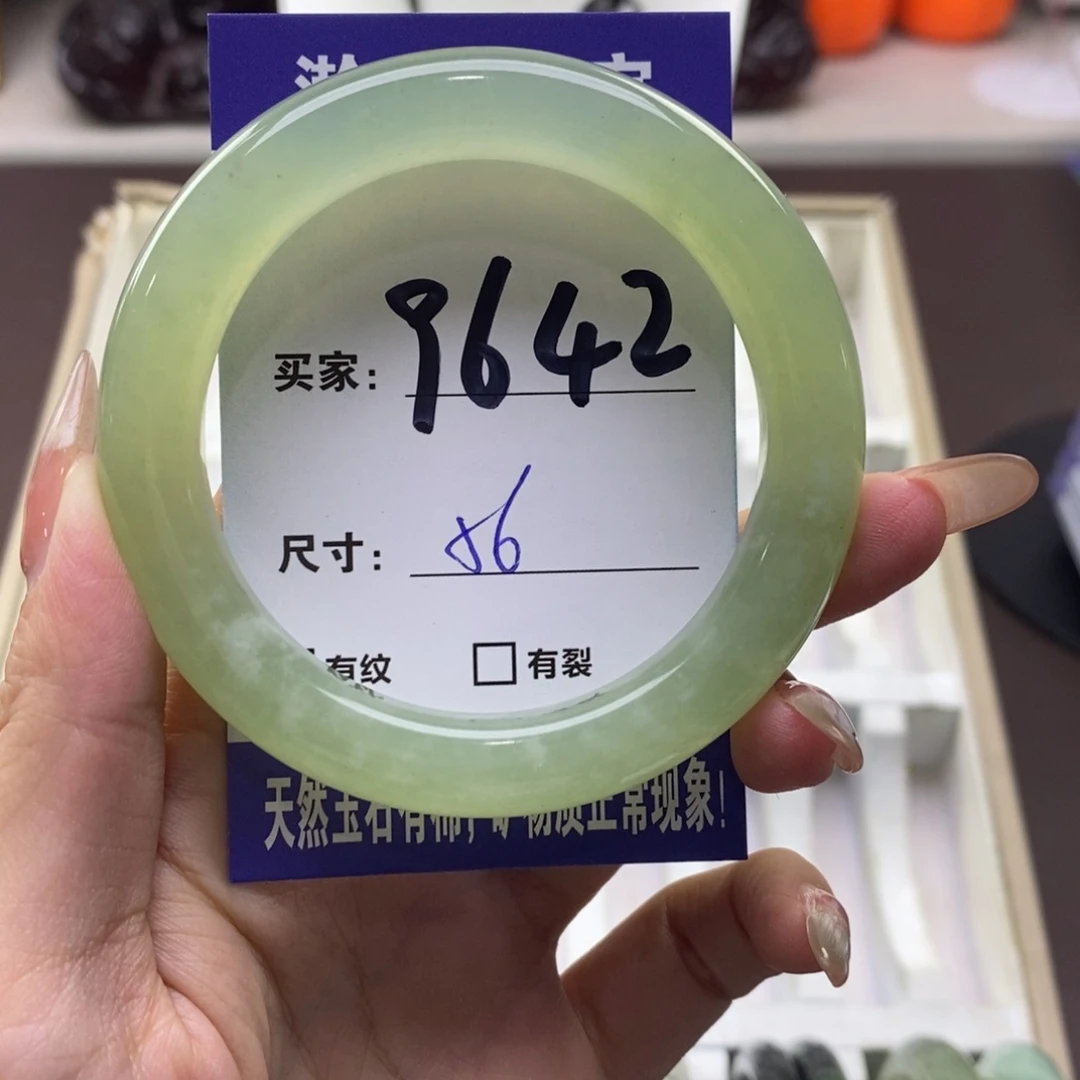 买家: 9642
尺寸: 56
有纹 □有裂
天然玉石有棉,矿物质正常现象!